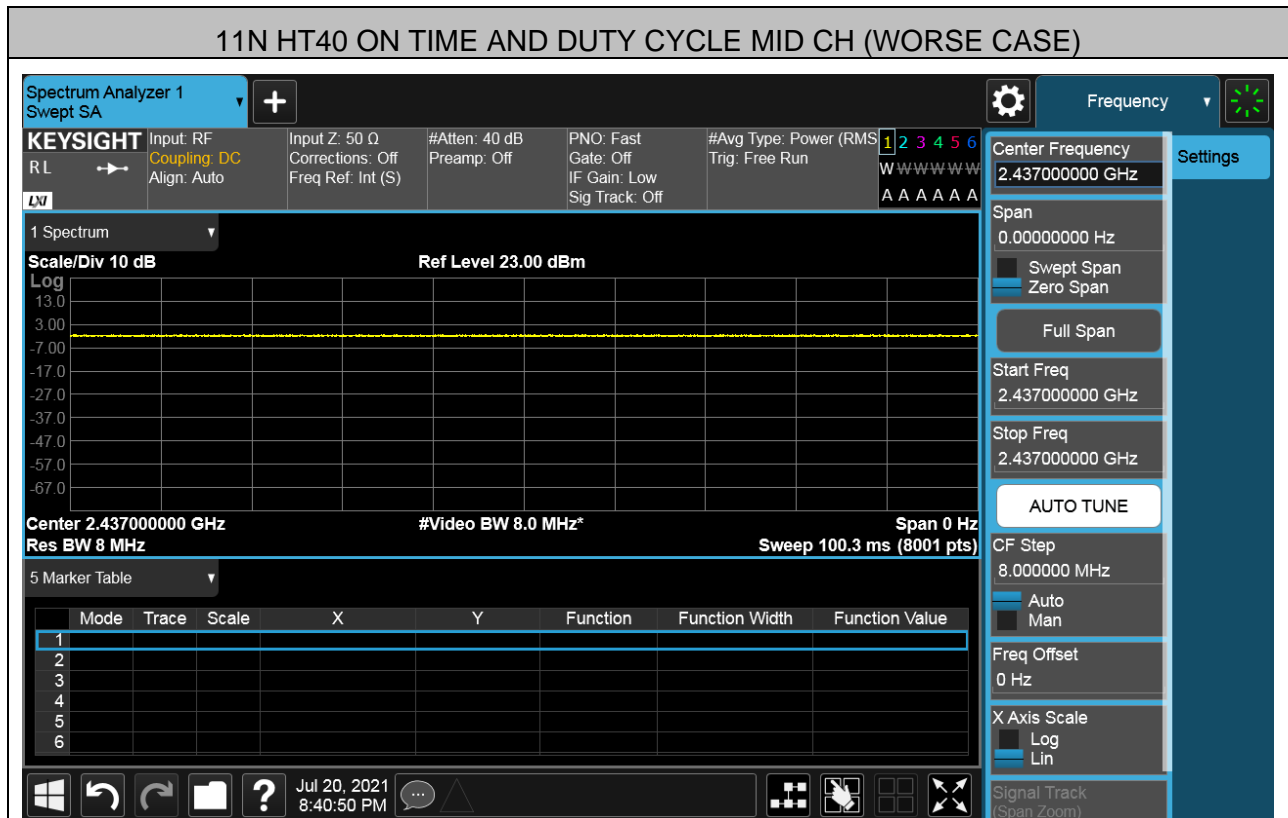 11N HT40 ON TIME AND DUTY CYCLE MID CH (WORSE CASE)
Spectrum Analyzer 1
Swept SA
Frequency
KEYSIGHT
RL
LXI
Input: RF
Coupling: DC
Align: Auto
Input Z: 50 Ω
Corrections: Off
Freq Ref: Int (S)
#Atten: 40 dB
Preamp: Off
PNO: Fast
Gate: Off
IF Gain: Low
Sig Track: Off
#Avg Type: Power (RMS
Trig: Free Run
1 2 3 4 5 6
W W W W W W
A A A A A A
1 Spectrum
Scale/Div 10 dB
Ref Level 23.00 dBm
Log
13.0
3.00
-7.00
-17.0
-27.0
-37.0
-47.0
-57.0
-67.0
Center 2.437000000 GHz
#Video BW 8.0 MHz*
Span 0 Hz
Res BW 8 MHz
Sweep 100.3 ms (8001 pts)
5 Marker Table
Mode Trace Scale X Y Function Function Width Function Value
1
2
3
4
5
6
?
Jul 20, 2021
8:40:50 PM
Center Frequency
2.437000000 GHz
Settings
Span
0.00000000 Hz
Swept Span
Zero Span
Full Span
Start Freq
2.437000000 GHz
Stop Freq
2.437000000 GHz
AUTO TUNE
CF Step
8.000000 MHz
Auto
Man
Freq Offset
0 Hz
X Axis Scale
Log
Lin
Signal Track
(Span Zoom)